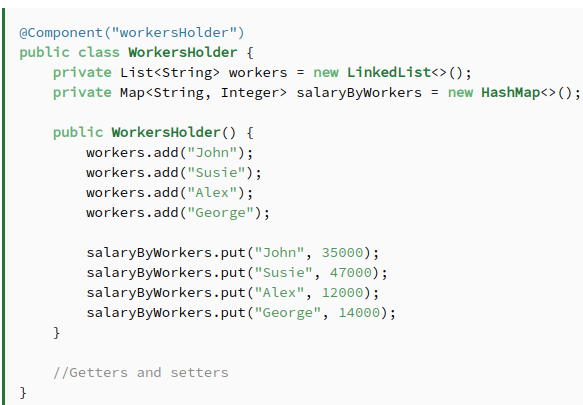 @Component("workersHolder")
public class WorkersHolder {
    private List<String> workers = new LinkedList<>();
    private Map<String, Integer> salaryByWorkers = new HashMap<>();

    public WorkersHolder() {
        workers.add("John");
        workers.add("Susie");
        workers.add("Alex");
        workers.add("George");

        salaryByWorkers.put("John", 35000);
        salaryByWorkers.put("Susie", 47000);
        salaryByWorkers.put("Alex", 12000);
        salaryByWorkers.put("George", 14000);
    }

    //Getters and setters
}